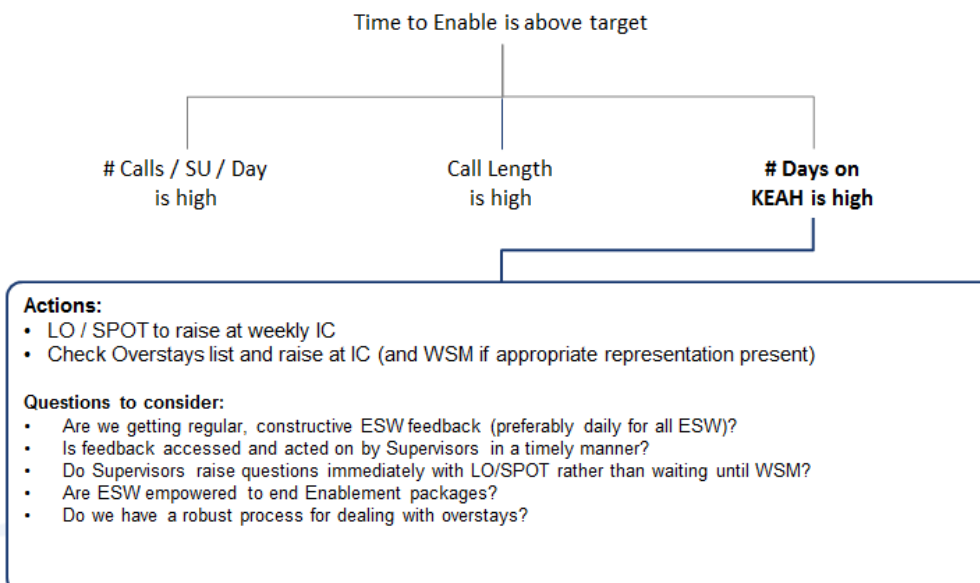 Time to Enable is above target
# Calls / SU / Day
is high
Call Length
is high
# Days on
KEAH is high
Actions:
• LO / SPOT to raise at weekly IC
• Check Overstays list and raise at IC (and WSM if appropriate representation present)
Questions to consider:
• Are we getting regular, constructive ESW feedback (preferably daily for all ESW)?
• Is feedback accessed and acted on by Supervisors in a timely manner?
• Do Supervisors raise questions immediately with LO/SPOT rather than waiting until WSM?
• Are ESW empowered to end Enablement packages?
• Do we have a robust process for dealing with overstays?